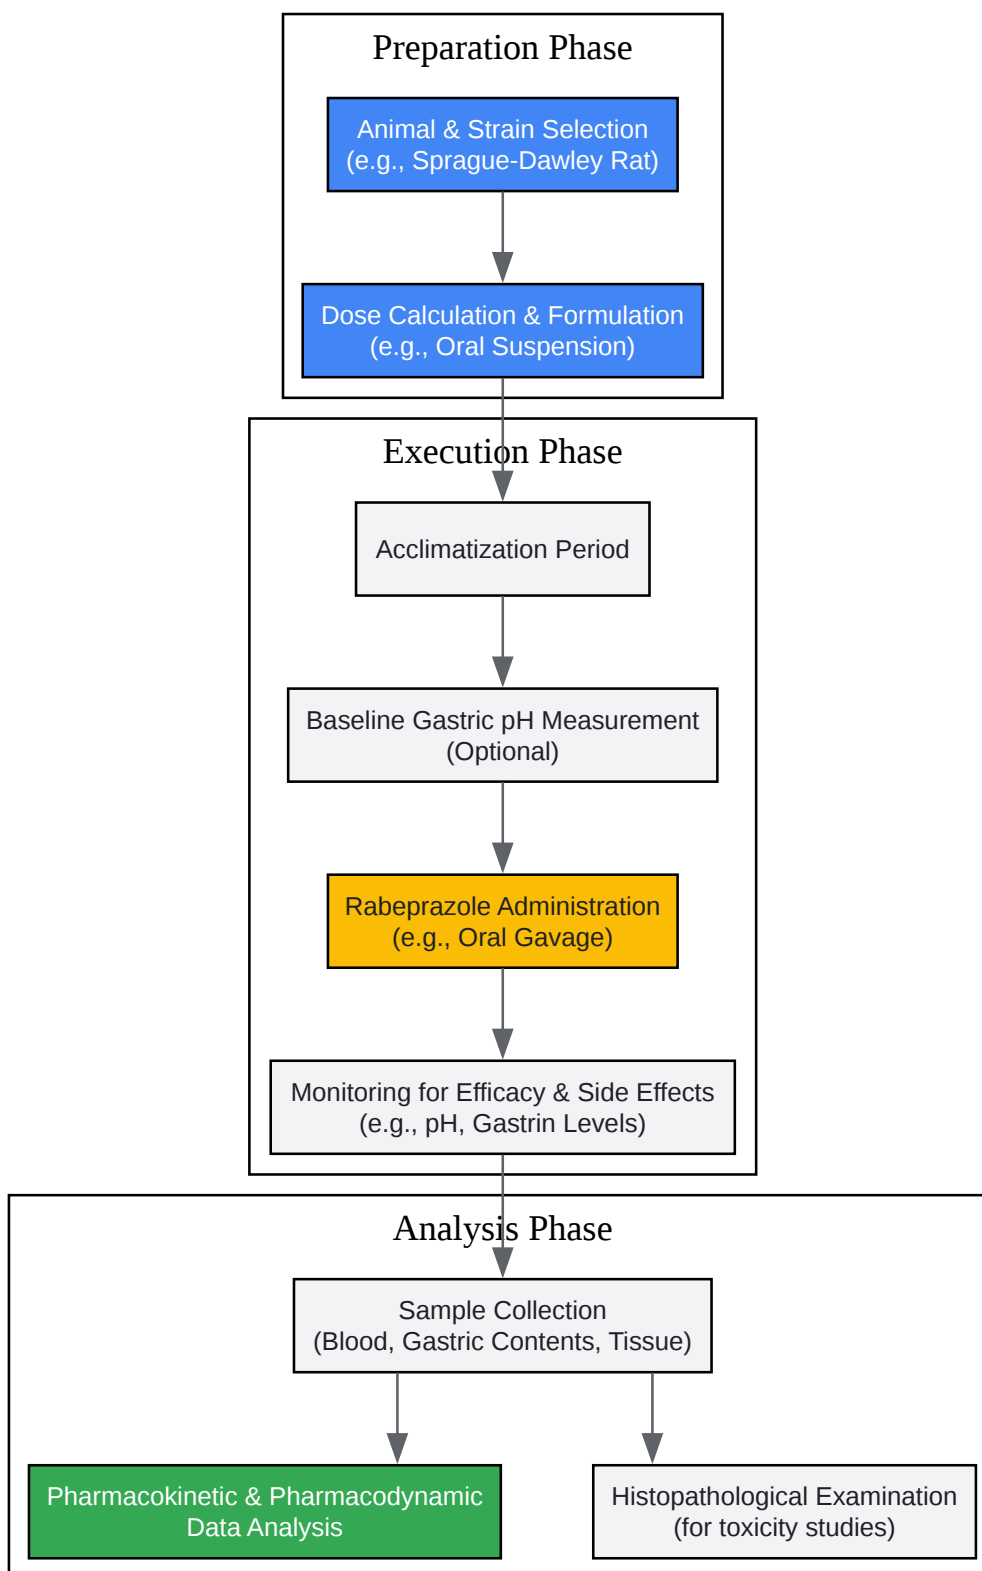 Preparation Phase
Animal & Strain Selection
(e.g., Sprague-Dawley Rat)
Dose Calculation & Formulation
(e.g., Oral Suspension)
Execution Phase
Acclimatization Period
Baseline Gastric pH Measurement
(Optional)
Rabeprazole Administration
(e.g., Oral Gavage)
Monitoring for Efficacy & Side Effects
(e.g., pH, Gastrin Levels)
Analysis Phase
Sample Collection
(Blood, Gastric Contents, Tissue)
Pharmacokinetic & Pharmacodynamic
Data Analysis
Histopathological Examination
(for toxicity studies)